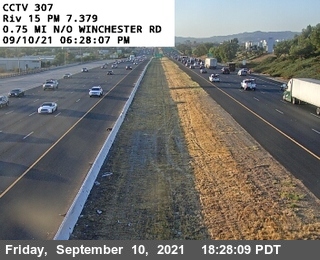 CCTV 307
Riv 15 PM 7.379
0.75 MI N/O WINCHESTER RD
09/10/21 06:28:07 PM
Friday, September 10, 2021 18:28:09 PDT